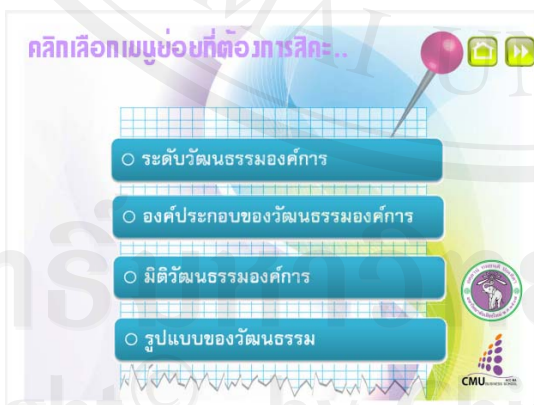 คลิกเลือกเมนูย่อยที่ต้องการสิคะ..
ระดับวัฒนธรรมองค์การ
องค์ประกอบของวัฒนธรรมองค์การ
มิติวัฒนธรรมองค์การ
รูปแบบของวัฒนธรรม
CMU